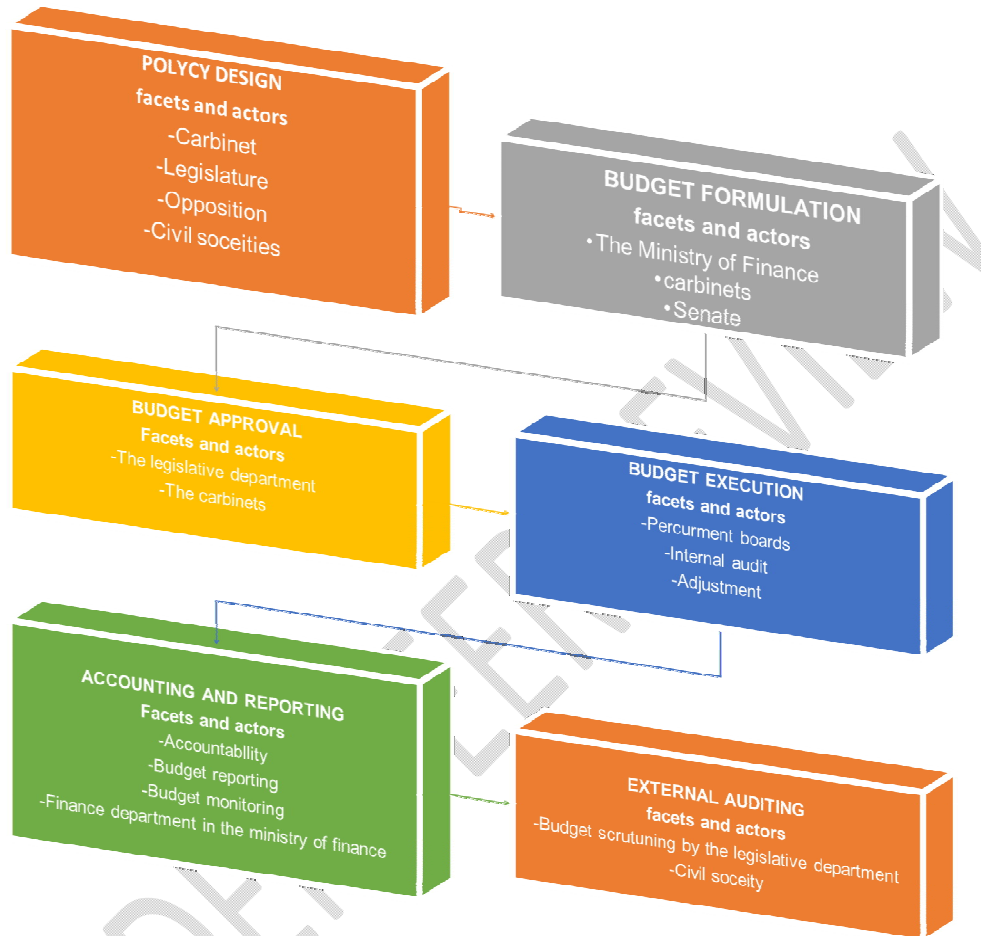 POLYCY DESIGN
facets and actors
-Carbinet
-Legislature
-Opposition
-Civil soceities
BUDGET FORMULATION
facets and actors
•The Ministry of Finance
•carbinets
•Senate
BUDGET APPROVAL
Facets and actors
-The legislative department
-The carbinets
BUDGET EXECUTION
facets and actors
-Percurment boards
-Internal audit
-Adjustment
ACCOUNTING AND REPORTING
Facets and actors
-Accountability
-Budget reporting
-Budget monitoring
-Finance department in the ministry of finance
EXTERNAL AUDITING
facets and actors
-Budget scrutuning by the legislative department
-Civil soceity